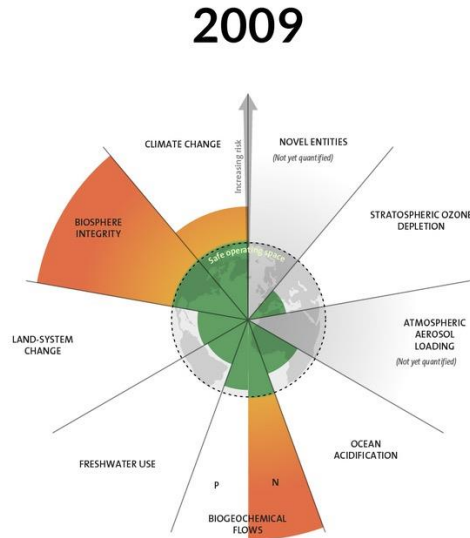 2009
CLIMATE CHANGE
NOVEL ENTITIES
(Not yet quantified)
Increasing risk
STRATOSPHERIC OZONE
DEPLETION
BIOSPHERE
INTEGRITY
Safe operating space
ATMOSPHERIC
AEROSOL
LOADING
(Not yet quantified)
LAND-SYSTEM
CHANGE
OCEAN
ACIDIFICATION
FRESHWATER USE
P
N
BIOGEOCHEMICAL
FLOWS